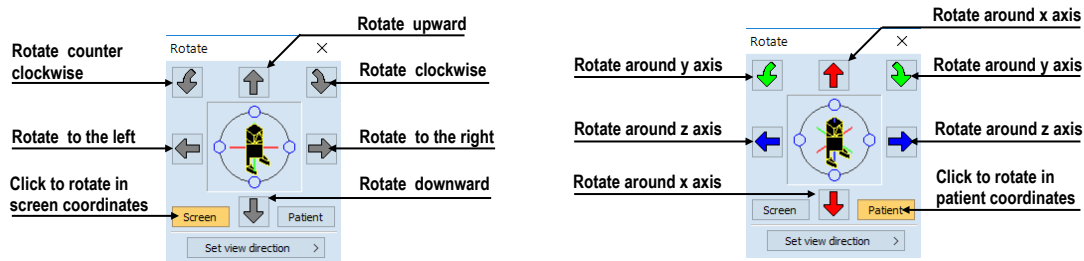 Rotate upward
Rotate counter
clockwise
Rotate
Rotate clockwise
Rotate to the left
Rotate to the right
Click to rotate in
screen coordinates
Rotate downward
Screen
Patient
Set view direction >
Rotate around x axis
Rotate
Rotate around y axis
Rotate around y axis
Rotate around z axis
Rotate around z axis
Rotate around x axis
Click to rotate in
patient coordinates
Screen
Patient
Set view direction >